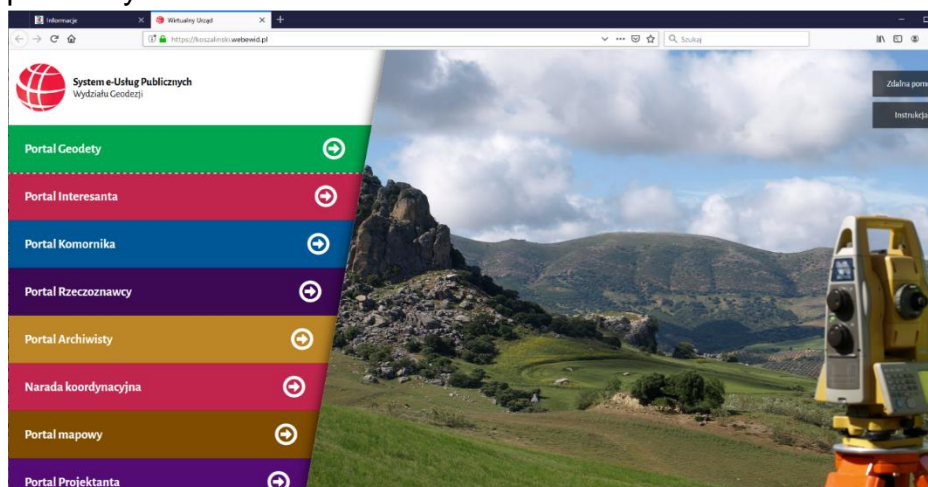 Informacje
Wirtualny Urząd
https://koszalinski.webewid.pl
Szukaj
System e-Usług Publicznych
Wydziału Geodezji
Zdalna pom
Instrukcja
Portal Geodety
Portal Interesanta
Portal Komornika
Portal Rzeczoznawcy
Portal Archiwisty
Narada koordynacyjna
Portal mapowy
Portal Projektanta